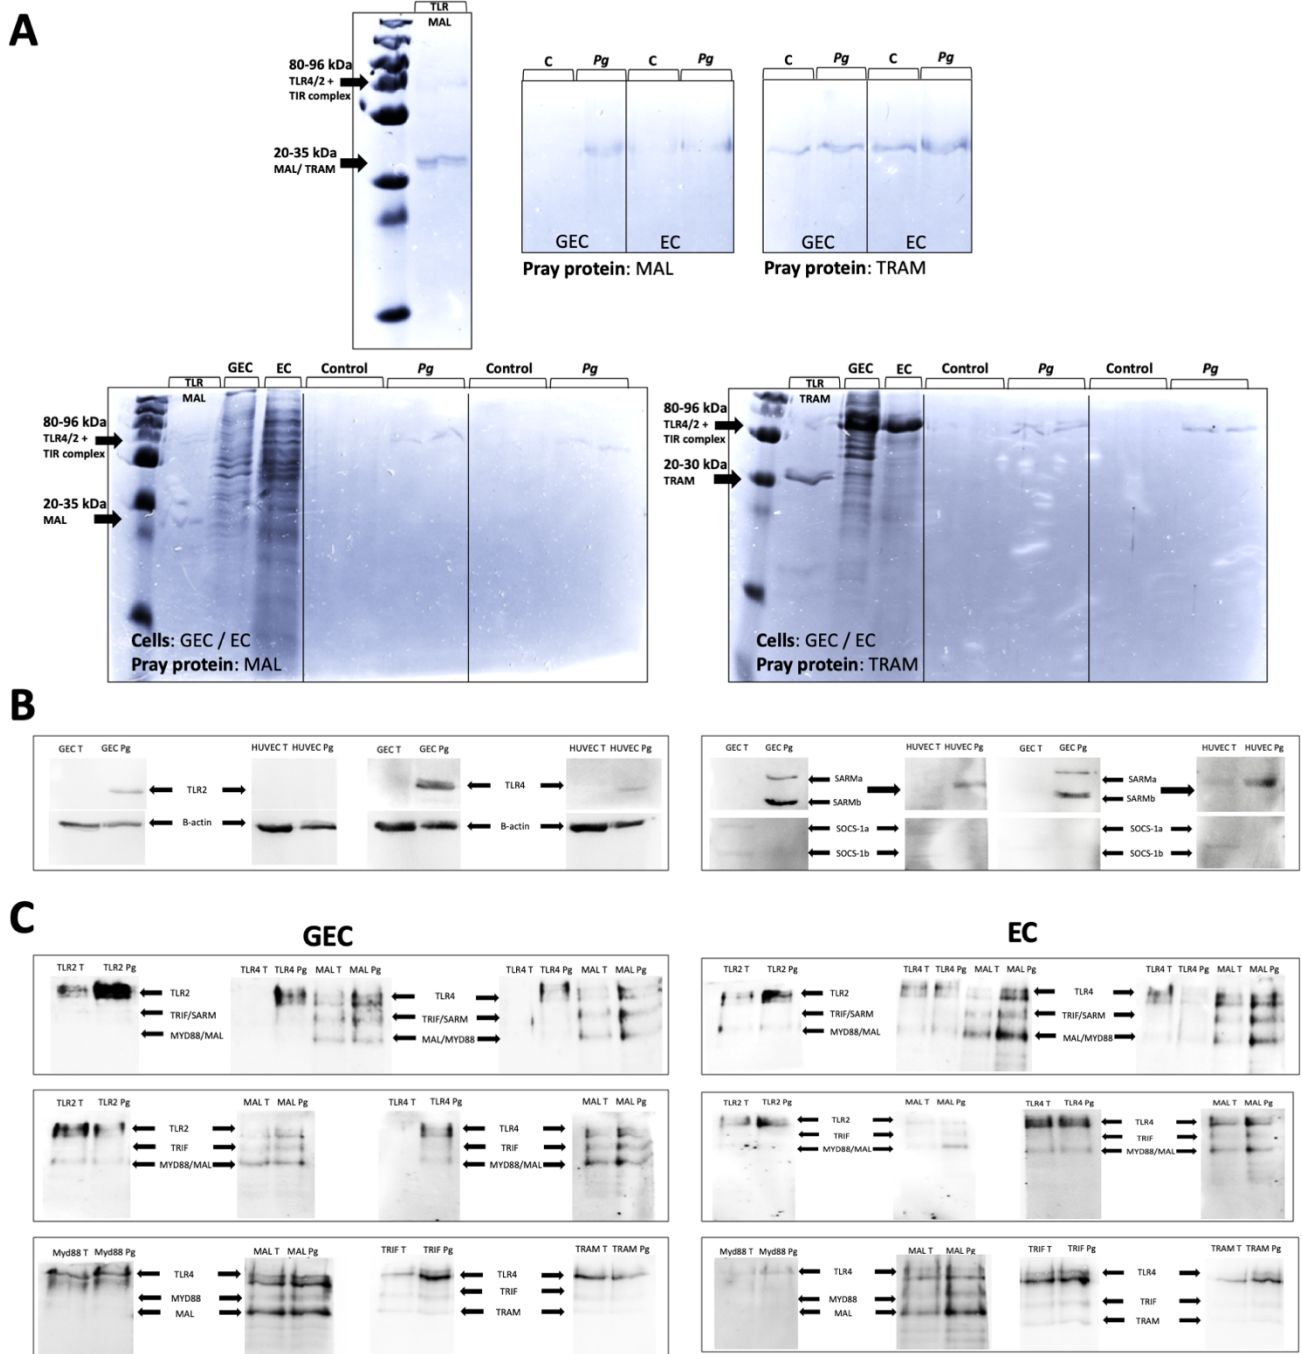 A
TLR
MAL
80-96 kDa
TLR4/2 +
TIR complex
20-35 kDa
MAL/ TRAM
C Pg C Pg
GEC EC
Pray protein: MAL
C Pg C Pg
GEC EC
Pray protein: TRAM
TLR
MAL
GEC EC Control Pg Control Pg
80-96 kDa
TLR4/2 +
TIR complex
20-35 kDa
MAL
Cells: GEC / EC
Pray protein: MAL
TLR
TRAM
GEC EC Control Pg Control Pg
80-96 kDa
TLR4/2 +
TIR complex
20-30 kDa
TRAM
Cells: GEC / EC
Pray protein: TRAM
B
GEC T GEC Pg HUVEC T HUVEC Pg GEC T GEC Pg HUVEC T HUVEC Pg
TLR2 TLR4
B-actin B-actin
GEC T GEC Pg HUVEC T HUVEC Pg GEC T GEC Pg HUVEC T HUVEC Pg
SARMa SARMa
SARMb SARMb
SOCS-1a SOCS-1a
SOCS-1b SOCS-1b
C
GEC
TLR2 T TLR2 Pg TLR4 T TLR4 Pg MAL T MAL Pg TLR4 T TLR4 Pg MAL T MAL Pg
TLR2 TLR4
TRIF/SARM TRIF/SARM
MYD88/MAL MAL/MYD88
TLR2 T TLR2 Pg MAL T MAL Pg TLR4 T TLR4 Pg MAL T MAL Pg
TLR2 TLR4
TRIF TRIF
MYD88/MAL MYD88/MAL
Myd88 T Myd88 Pg MAL T MAL Pg TRIF T TRIF Pg TRAM T TRAM Pg
TLR4 TLR4
MYD88 TRIF
MAL TRAM
EC
TLR2 T TLR2 Pg TLR4 T TLR4 Pg MAL T MAL Pg TLR4 T TLR4 Pg MAL T MAL Pg
TLR2 TLR4
TRIF/SARM TRIF/SARM
MYD88/MAL MAL/MYD88
TLR2 T TLR2 Pg MAL T MAL Pg TLR4 T TLR4 Pg MAL T MAL Pg
TLR2 TLR4
TRIF TRIF
MYD88/MAL MYD88/MAL
Myd88 T Myd88 Pg MAL T MAL Pg TRIF T TRIF Pg TRAM T TRAM Pg
TLR4 TLR4
MYD88 TRIF
MAL TRAM